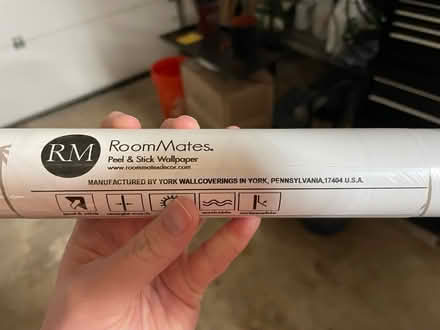 RM
RoomMates®
Peel & Stick Wallpaper
www.roommatesdecor.com
MANUFACTURED BY YORK WALLCOVERINGS IN YORK, PENNSYLVANIA,17404 U.S.A.